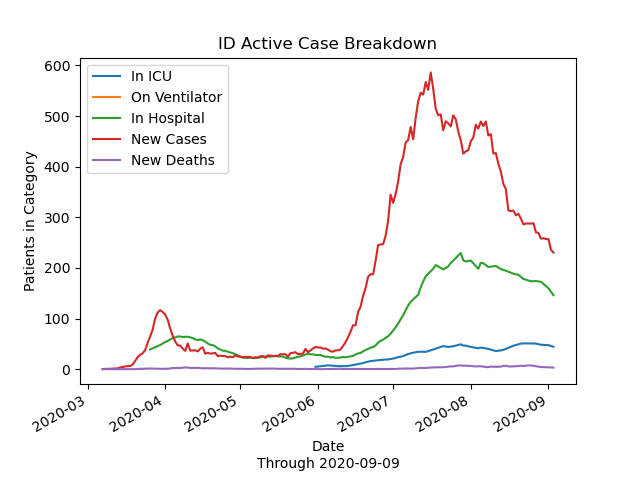 ID Active Case Breakdown
In ICU
On Ventilator
In Hospital
New Cases
New Deaths
Patients in Category
600
500
400
300
200
100
0
2020-03
2020-04
2020-05
2020-06
2020-07
2020-08
2020-09
Date
Through 2020-09-09